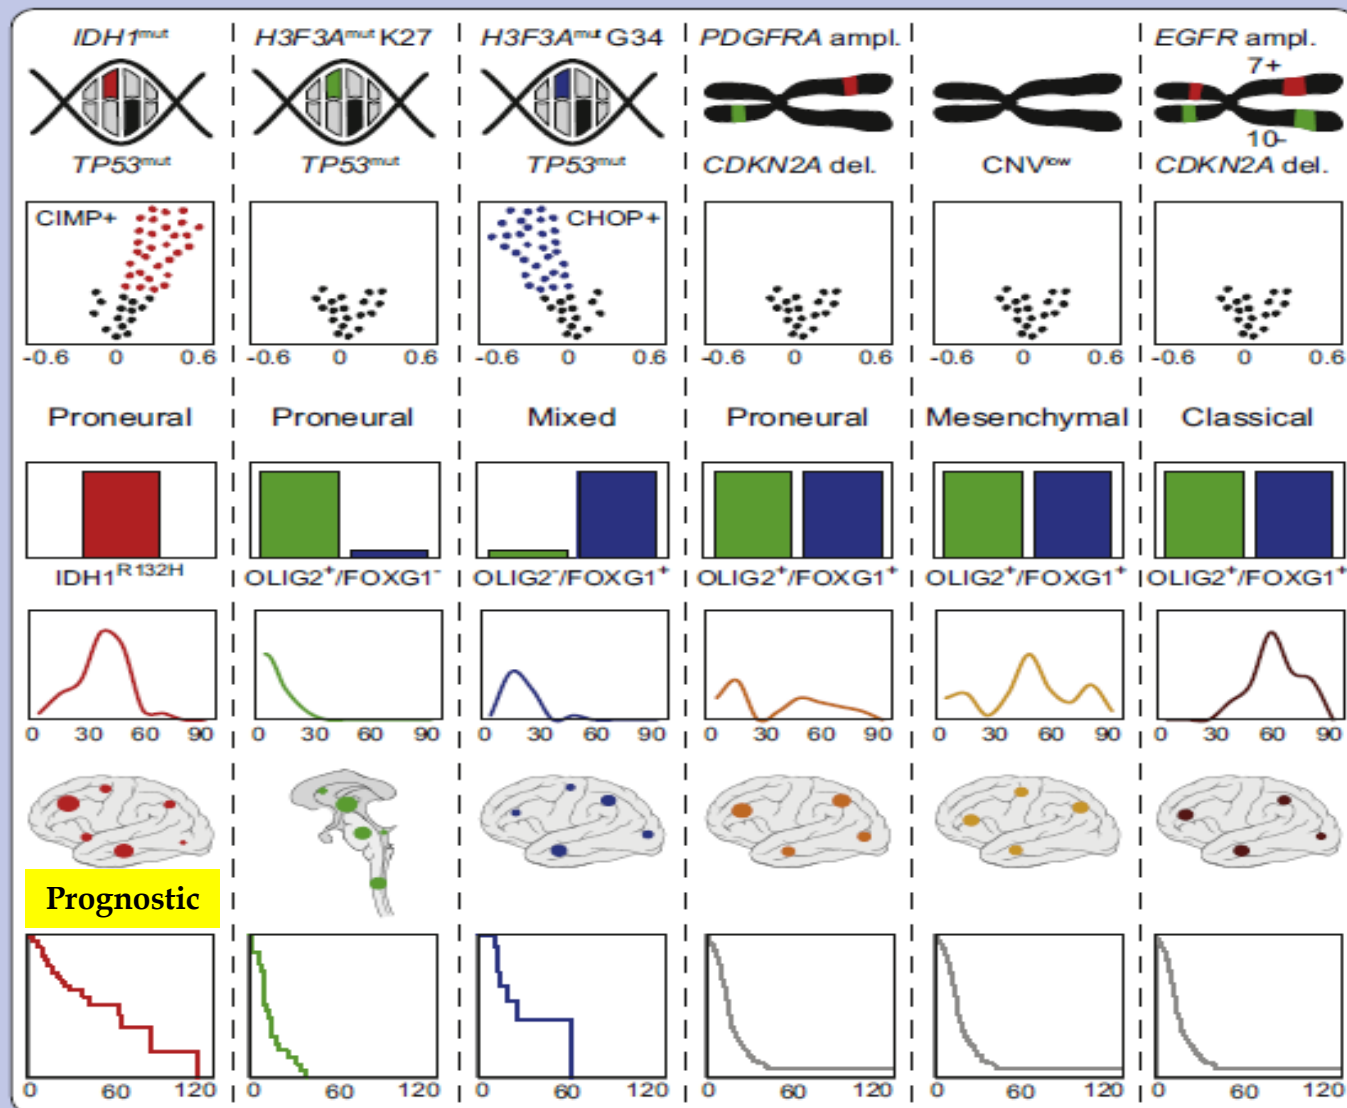 IDH1mut H3F3Amut K27 H3F3Amut G34 PDGFRA ampl. EGFR ampl.
7+
10-
TP53mut TP53mut TP53mut CDKN2A del. CNVlow CDKN2A del.
CIMP+ CHOP+
-0.6 0 0.6 -0.6 0 0.6 -0.6 0 0.6 -0.6 0 0.6 -0.6 0 0.6 -0.6 0 0.6
Proneural Proneural Mixed Proneural Mesenchymal Classical
IDH1R132H OLIG2+/FOXG1- OLIG2-/FOXG1+ OLIG2+/FOXG1+ OLIG2+/FOXG1+ OLIG2+/FOXG1+
0 30 60 90 0 30 60 90 0 30 60 90 0 30 60 90 0 30 60 90 0 30 60 90
Prognostic
0 60 120 0 60 120 0 60 120 0 60 120 0 60 120 0 60 120